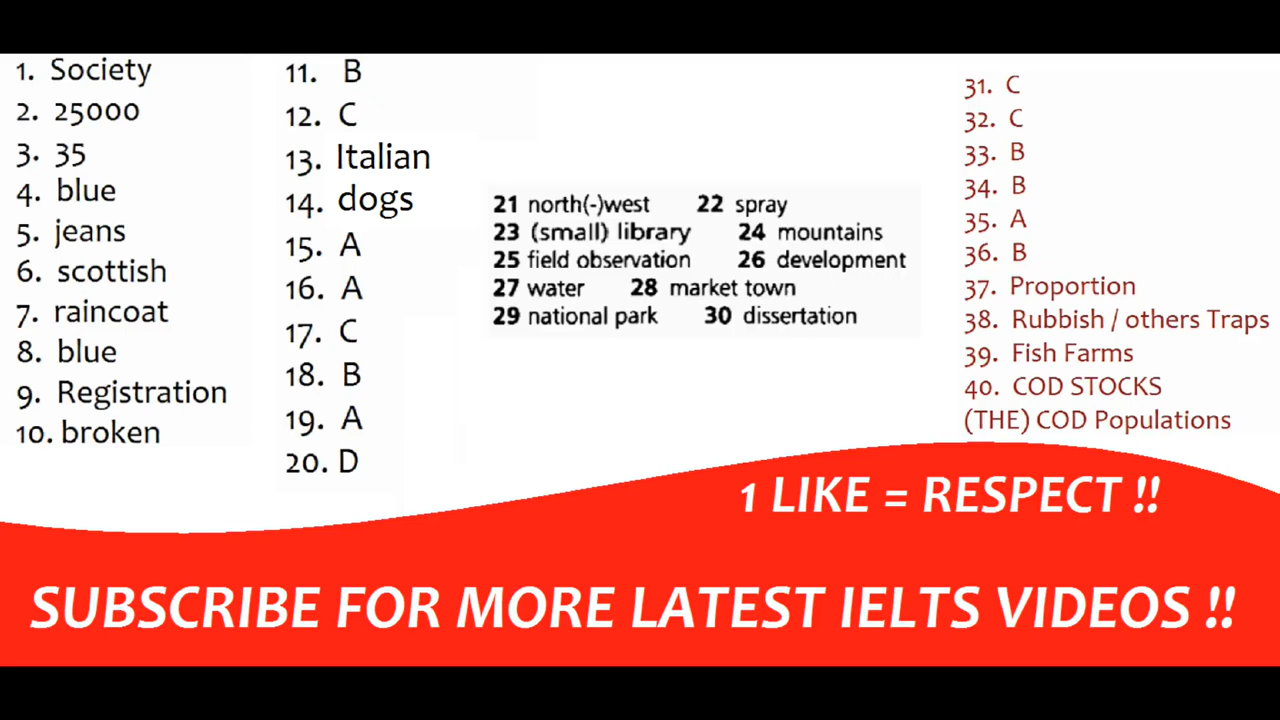 1. Society
2. 25000
3. 35
4. blue
5. jeans
6. scottish
7. raincoat
8. blue
9. Registration
10. broken
11. B
12. C
13. Italian
14. dogs
15. A
16. A
17. C
18. B
19. A
20. D
21 north(-)west 22 spray
23 (small) library 24 mountains
25 field observation 26 development
27 water 28 market town
29 national park 30 dissertation
31. C
32. C
33. B
34. B
35. A
36. B
37. Proportion
38. Rubbish / others Traps
39. Fish Farms
40. COD STOCKS
(THE) COD Populations
1 LIKE = RESPECT !!
SUBSCRIBE FOR MORE LATEST IELTS VIDEOS !!